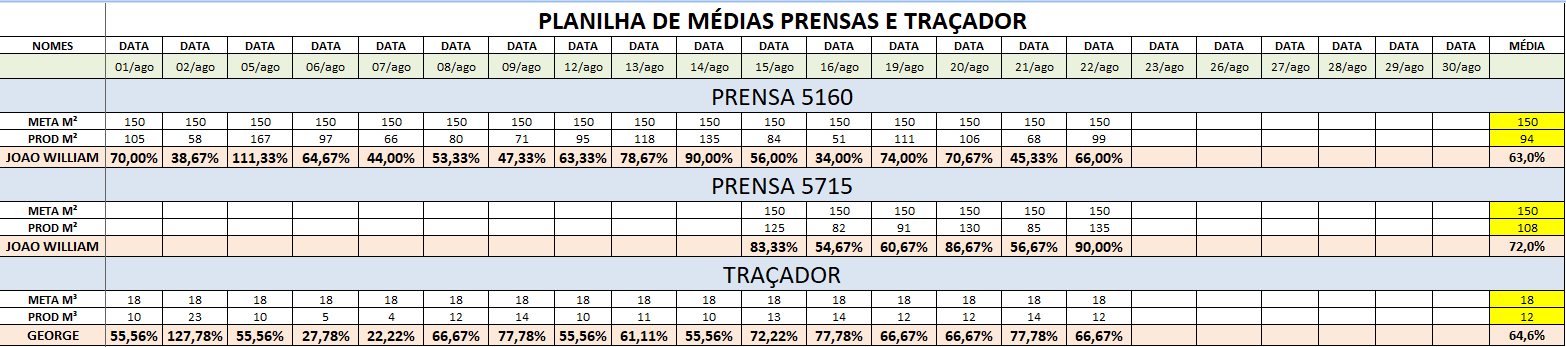 PLANILHA DE MÉDIAS PRENSAS E TRAÇADOR
NOMES DATA DATA DATA DATA DATA DATA DATA DATA DATA DATA DATA DATA DATA DATA DATA DATA DATA DATA DATA DATA DATA DATA MÉDIA
01/ago 02/ago 05/ago 06/ago 07/ago 08/ago 09/ago 12/ago 13/ago 14/ago 15/ago 16/ago 19/ago 20/ago 21/ago 22/ago 23/ago 26/ago 27/ago 28/ago 29/ago 30/ago
PRENSA 5160
META M² 150 150 150 150 150 150 150 150 150 150 150 150 150 150 150 150 150
PROD M² 105 58 167 97 66 80 71 95 118 135 84 51 111 106 68 99 94
JOAO WILLIAM 70,00% 38,67% 111,33% 64,67% 44,00% 53,33% 47,33% 63,33% 78,67% 90,00% 56,00% 34,00% 74,00% 70,67% 45,33% 66,00% 63,0%
PRENSA 5715
META M² 150 150 150 150 150 150 150
PROD M² 125 82 91 130 85 135 108
JOAO WILLIAM 83,33% 54,67% 60,67% 86,67% 56,67% 90,00% 72,0%
TRAÇADOR
META M³ 18 18 18 18 18 18 18 18 18 18 18 18 18 18 18 18 18
PROD M³ 10 23 10 5 4 12 14 10 11 10 13 14 12 12 14 12 12
GEORGE 55,56% 127,78% 55,56% 27,78% 22,22% 66,67% 77,78% 55,56% 61,11% 55,56% 72,22% 77,78% 66,67% 66,67% 77,78% 66,67% 64,6%